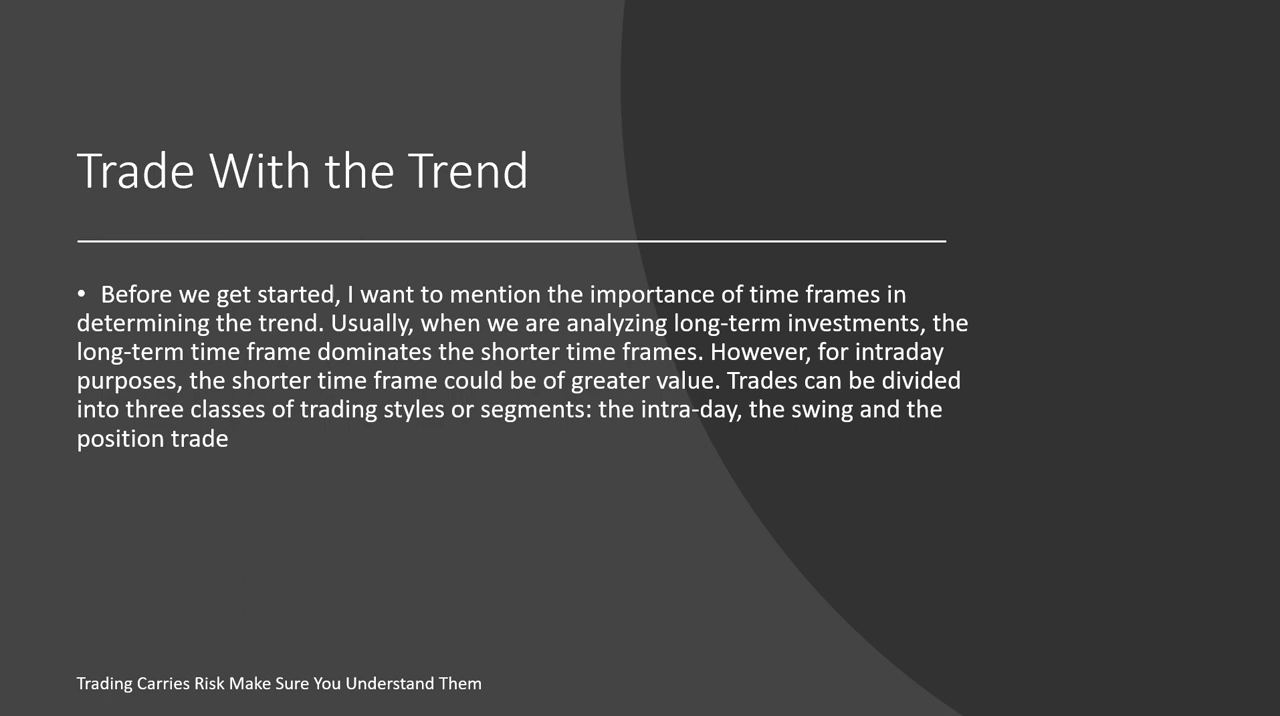 Trade With the Trend
• Before we get started, I want to mention the importance of time frames in
determining the trend. Usually, when we are analyzing long-term investments, the
long-term time frame dominates the shorter time frames. However, for intraday
purposes, the shorter time frame could be of greater value. Trades can be divided
into three classes of trading styles or segments: the intra-day, the swing and the
position trade
Trading Carries Risk Make Sure You Understand Them